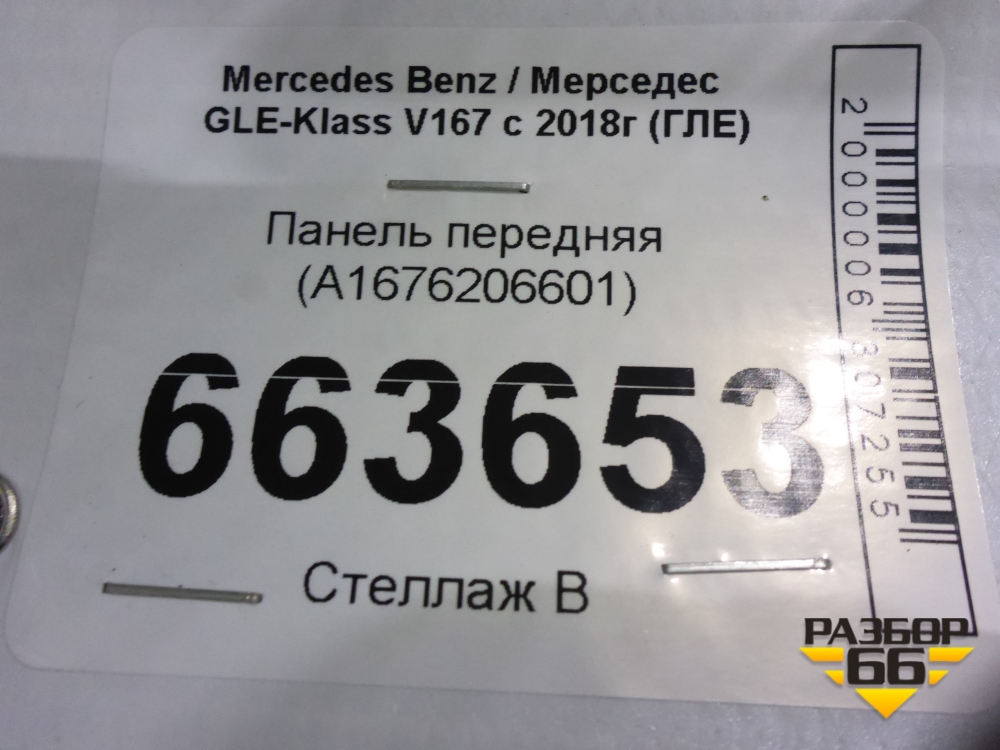 Mercedes Benz / Мерседес
GLE-Klass V167 с 2018г (ГЛЕ)
Панель передняя
(A1676206601)
663653
Стеллаж В
2000006807255
РАЗБОР
66